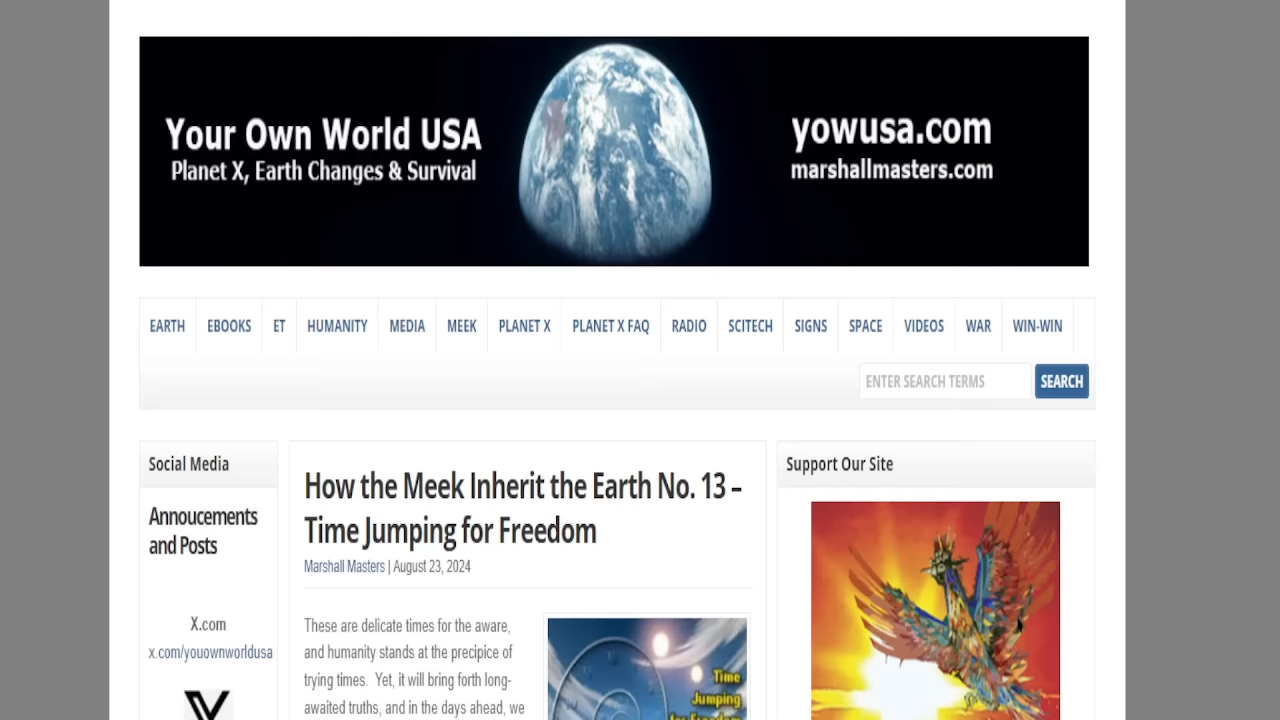 Your Own World USA
Planet X, Earth Changes & Survival
yowusa.com
marshallmasters.com
EARTH EBOOKS ET HUMANITY MEDIA MEEK PLANET X PLANET X FAQ RADIO SCITECH SIGNS SPACE VIDEOS WAR WIN-WIN
ENTER SEARCH TERMS SEARCH
Social Media
Annoucements
and Posts
X.com
x.com/youownworldusa
How the Meek Inherit the Earth No. 13 –
Time Jumping for Freedom
Marshall Masters | August 23, 2024
These are delicate times for the aware,
and humanity stands at the precipice of
trying times. Yet, it will bring forth long-
awaited truths, and in the days ahead, we
Time
Jumping
for Freedom
Support Our Site